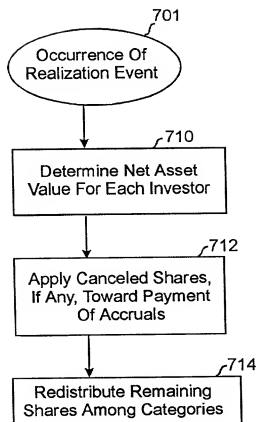 701
Occurrence Of
Realization Event
710
Determine Net Asset
Value For Each Investor
712
Apply Canceled Shares,
If Any, Toward Payment
Of Accruals
714
Redistribute Remaining
Shares Among Categories